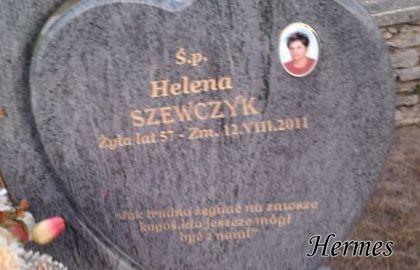 Ś.p.
Helena
SZEWCZYK
Żyła lat 57 - Zm. 12.VIII.2011
"Jak trudno żegnać na zawsze
kogoś, kto jeszcze mógł
być z nami."
Hermes